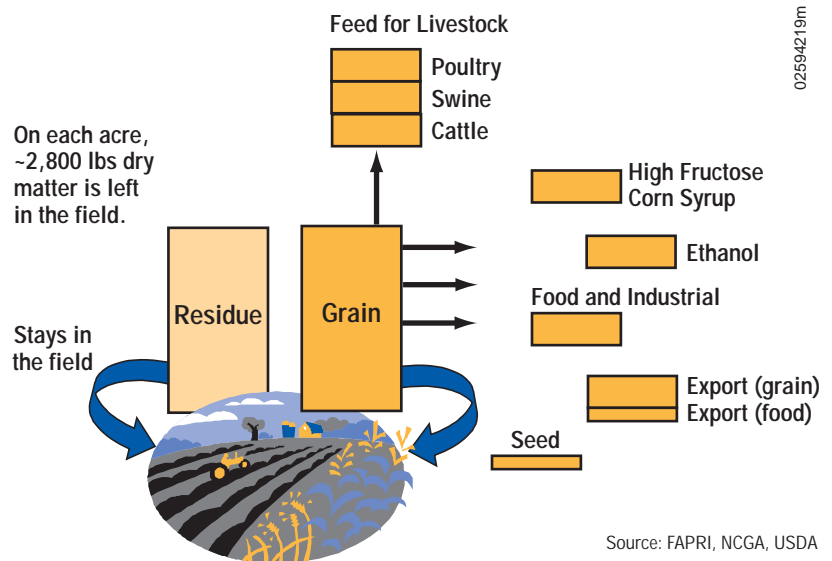 Feed for Livestock
02594219m
Poultry
Swine
Cattle
On each acre,
~2,800 lbs dry
matter is left
in the field.
High Fructose
Corn Syrup
Ethanol
Residue
Grain
Food and Industrial
Stays in
the field
Export (grain)
Export (food)
Seed
Source: FAPRI, NCGA, USDA